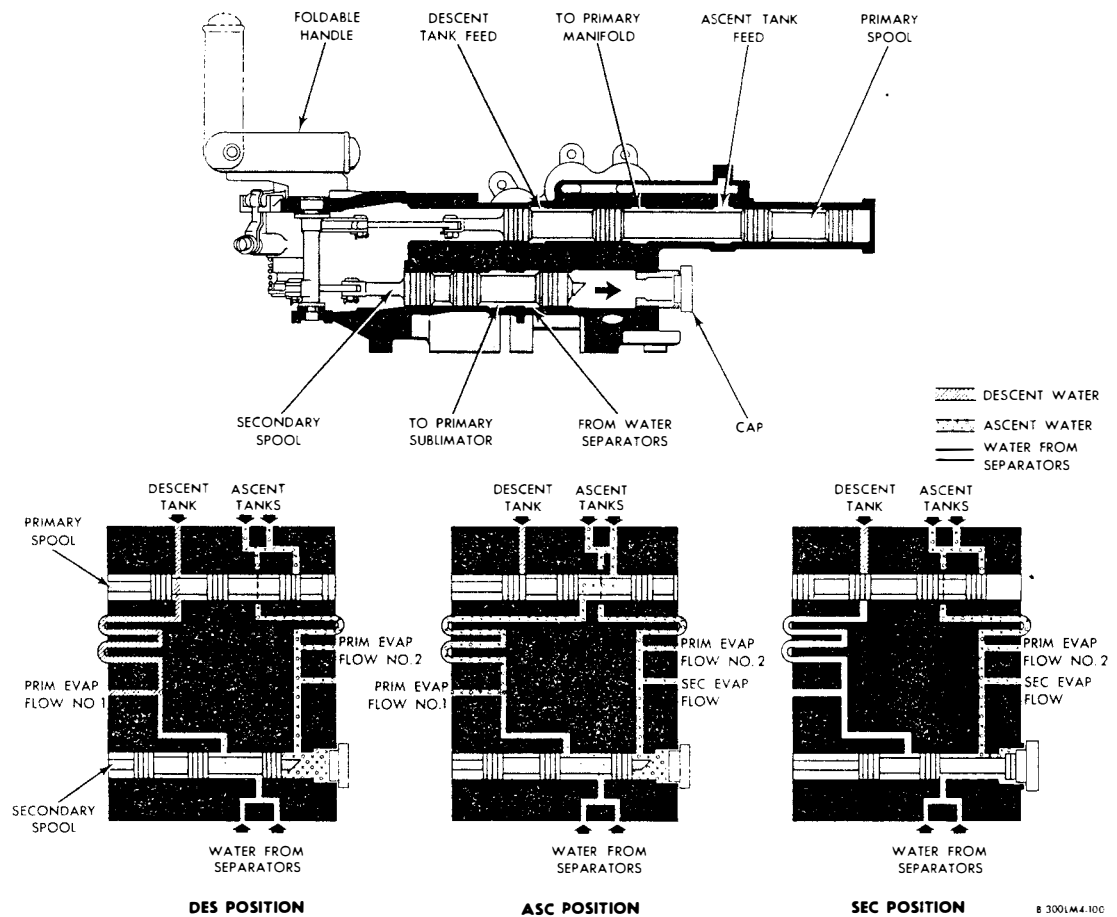 FOLDABLE
HANDLE
DESCENT
TANK FEED
TO PRIMARY
MANIFOLD
ASCENT TANK
FEED
PRIMARY
SPOOL
SECONDARY
SPOOL
TO PRIMARY
SUBLIMATOR
FROM WATER
SEPARATORS
CAP
DESCENT WATER
ASCENT WATER
WATER FROM
SEPARATORS
DESCENT
TANK
ASCENT
TANKS
PRIMARY
SPOOL
PRIM EVAP
FLOW NO. 2
PRIM EVAP
FLOW NO 1
SECONDARY
SPOOL
WATER FROM
SEPARATORS
DES POSITION
DESCENT
TANK
ASCENT
TANKS
PRIM EVAP
FLOW NO. 2
PRIM EVAP
FLOW NO.1
SEC EVAP
FLOW
WATER FROM
SEPARATORS
ASC POSITION
DESCENT
TANK
ASCENT
TANKS
PRIM EVAP
FLOW NO. 2
SEC EVAP
FLOW
WATER FROM
SEPARATORS
SEC POSITION
B 300LM4-100